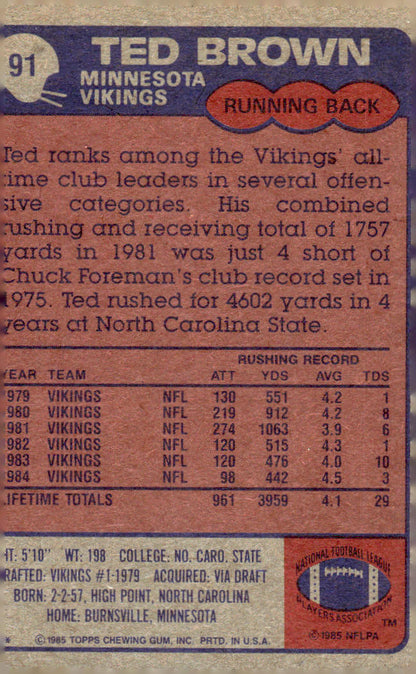 91
TED BROWN
MINNESOTA
VIKINGS
RUNNING BACK
Ted ranks among the Vikings' all-
time club leaders in several offen-
sive categories. His combined
rushing and receiving total of 1757
yards in 1981 was just 4 short of
Chuck Foreman's club record set in
1975. Ted rushed for 4602 yards in 4
years at North Carolina State.
RUSHING RECORD
YEAR TEAM ATT YDS AVG TDS
1979 VIKINGS NFL 130 551 4.2 1
1980 VIKINGS NFL 219 912 4.2 8
1981 VIKINGS NFL 274 1063 3.9 6
1982 VIKINGS NFL 120 515 4.3 1
1983 VIKINGS NFL 120 476 4.0 10
1984 VIKINGS NFL 98 442 4.5 3
LIFETIME TOTALS 961 3959 4.1 29
HT: 5'10" WT: 198 COLLEGE: NO. CARO. STATE
DRAFTED: VIKINGS #1-1979 ACQUIRED: VIA DRAFT
BORN: 2-2-57, HIGH POINT, NORTH CAROLINA
HOME: BURNSVILLE, MINNESOTA
* © 1985 TOPPS CHEWING GUM, INC. PRTD. IN U.S.A.
NATIONAL FOOTBALL LEAGUE
PLAYERS ASSOCIATION
TM
© 1985 NFLPA